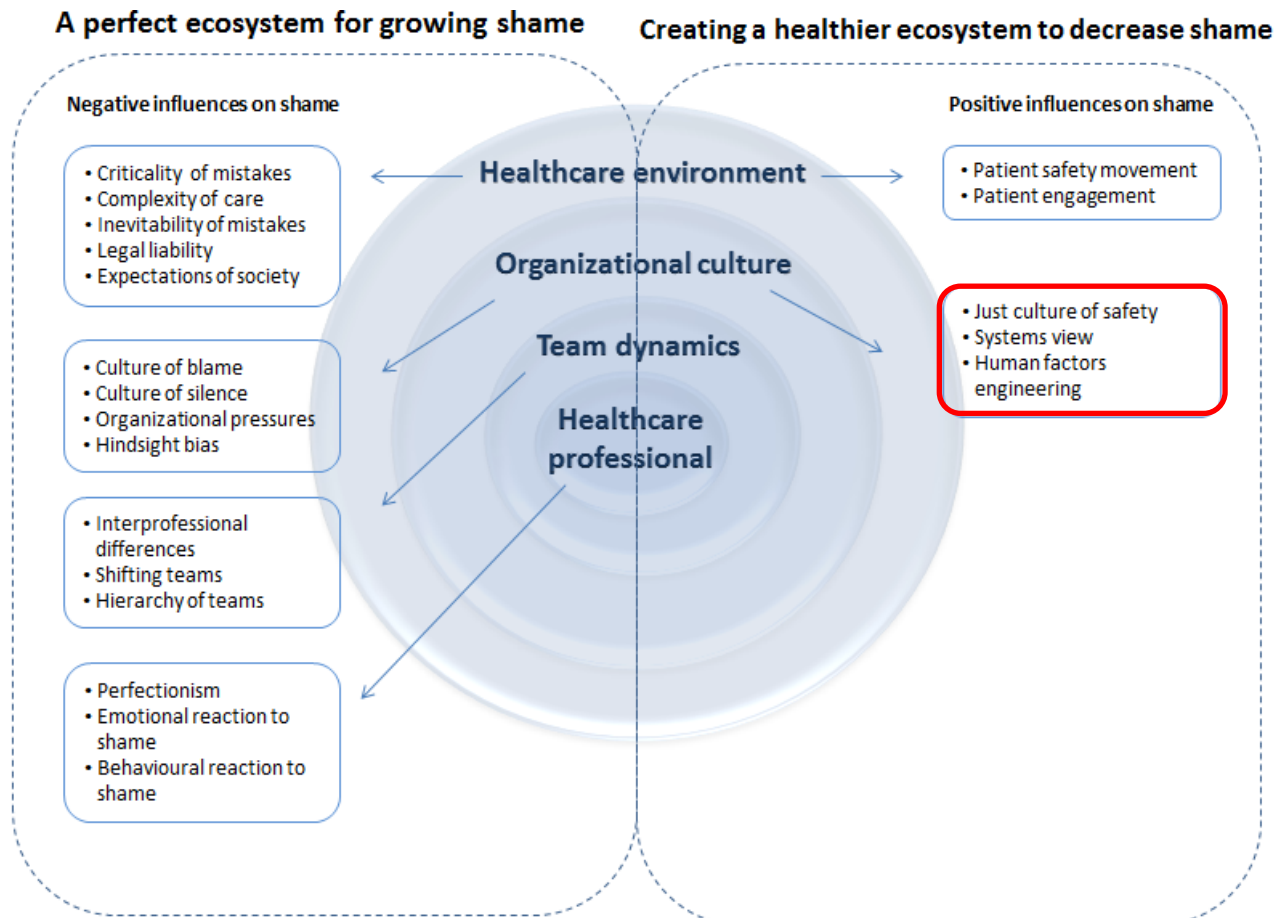 A perfect ecosystem for growing shame
Creating a healthier ecosystem to decrease shame
Negative influences on shame
Positive influences on shame
• Criticality of mistakes
• Complexity of care
• Inevitability of mistakes
• Legal liability
• Expectations of society
Healthcare environment
• Patient safety movement
• Patient engagement
Organizational culture
• Just culture of safety
• Systems view
• Human factors
engineering
• Culture of blame
• Culture of silence
• Organizational pressures
• Hindsight bias
Team dynamics
Healthcare
professional
• Interprofessional
differences
• Shifting teams
• Hierarchy of teams
• Perfectionism
• Emotional reaction to
shame
• Behavioural reaction to
shame